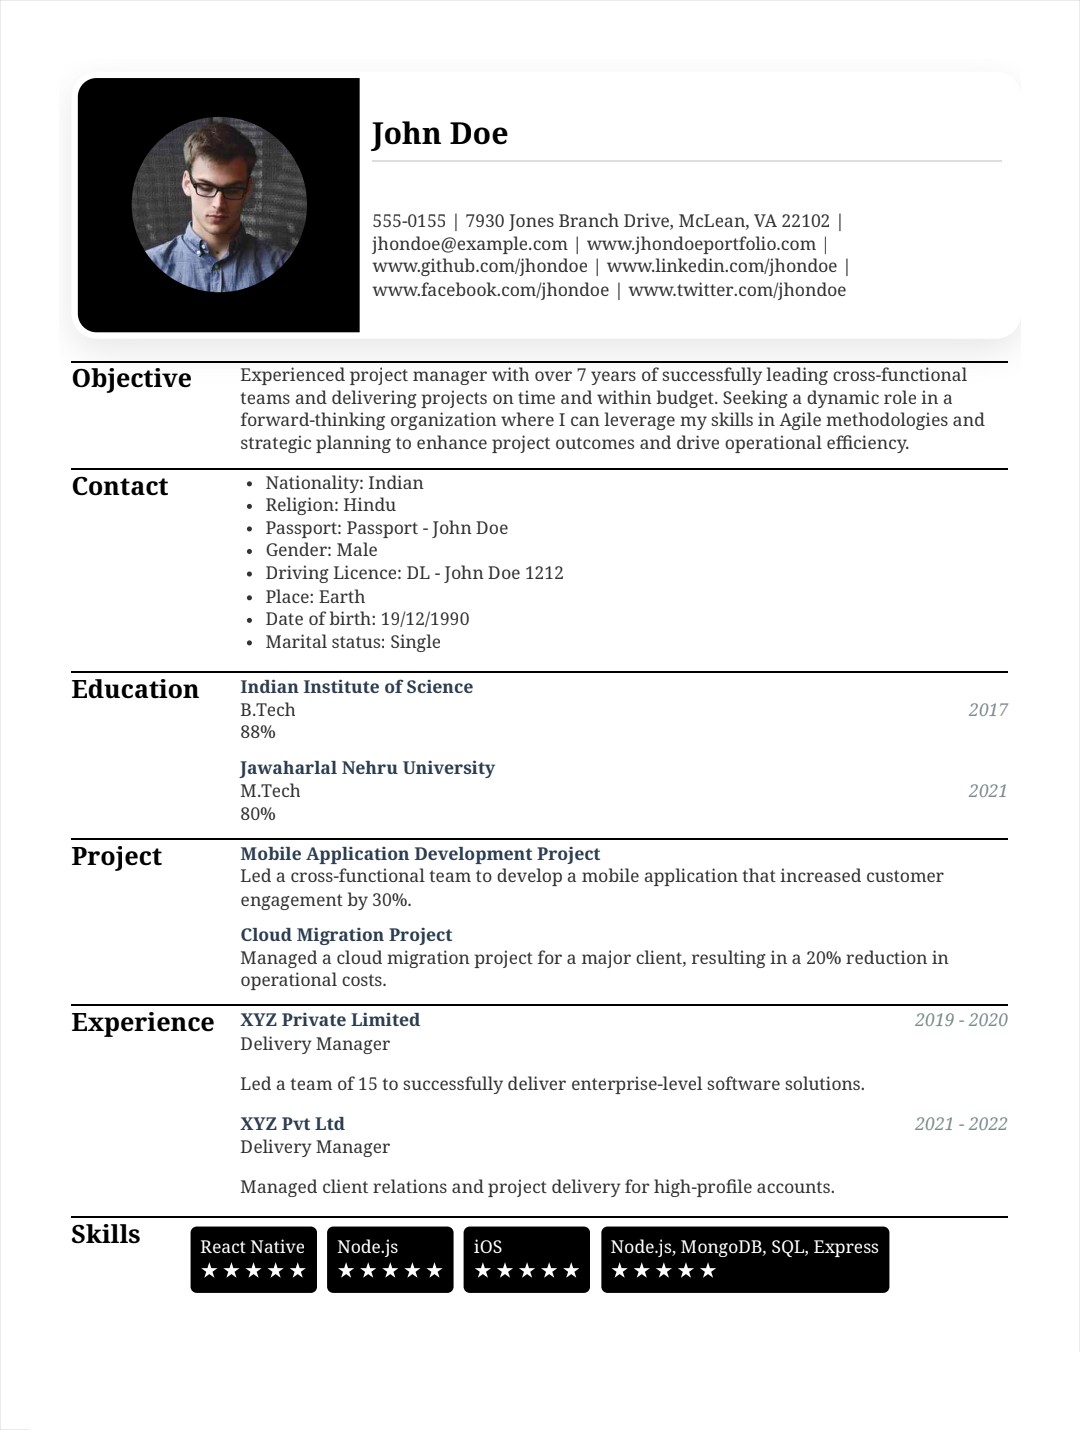 John Doe
555-0155 | 7930 Jones Branch Drive, McLean, VA 22102 |
jhondoe@example.com | www.jhondoeportfolio.com |
www.github.com/jhondoe | www.linkedin.com/jhondoe |
www.facebook.com/jhondoe | www.twitter.com/jhondoe
Objective
Experienced project manager with over 7 years of successfully leading cross-functional
teams and delivering projects on time and within budget. Seeking a dynamic role in a
forward-thinking organization where I can leverage my skills in Agile methodologies and
strategic planning to enhance project outcomes and drive operational efficiency.
Contact
• Nationality: Indian
• Religion: Hindu
• Passport: Passport - John Doe
• Gender: Male
• Driving Licence: DL - John Doe 1212
• Place: Earth
• Date of birth: 19/12/1990
• Marital status: Single
Education
Indian Institute of Science
B.Tech 2017
88%
Jawaharlal Nehru University
M.Tech 2021
80%
Project
Mobile Application Development Project
Led a cross-functional team to develop a mobile application that increased customer
engagement by 30%.
Cloud Migration Project
Managed a cloud migration project for a major client, resulting in a 20% reduction in
operational costs.
Experience
XYZ Private Limited 2019 - 2020
Delivery Manager
Led a team of 15 to successfully deliver enterprise-level software solutions.
XYZ Pvt Ltd 2021 - 2022
Delivery Manager
Managed client relations and project delivery for high-profile accounts.
Skills
React Native
★★★★★
Node.js
★★★★★
iOS
★★★★★
Node.js, MongoDB, SQL, Express
★★★★★